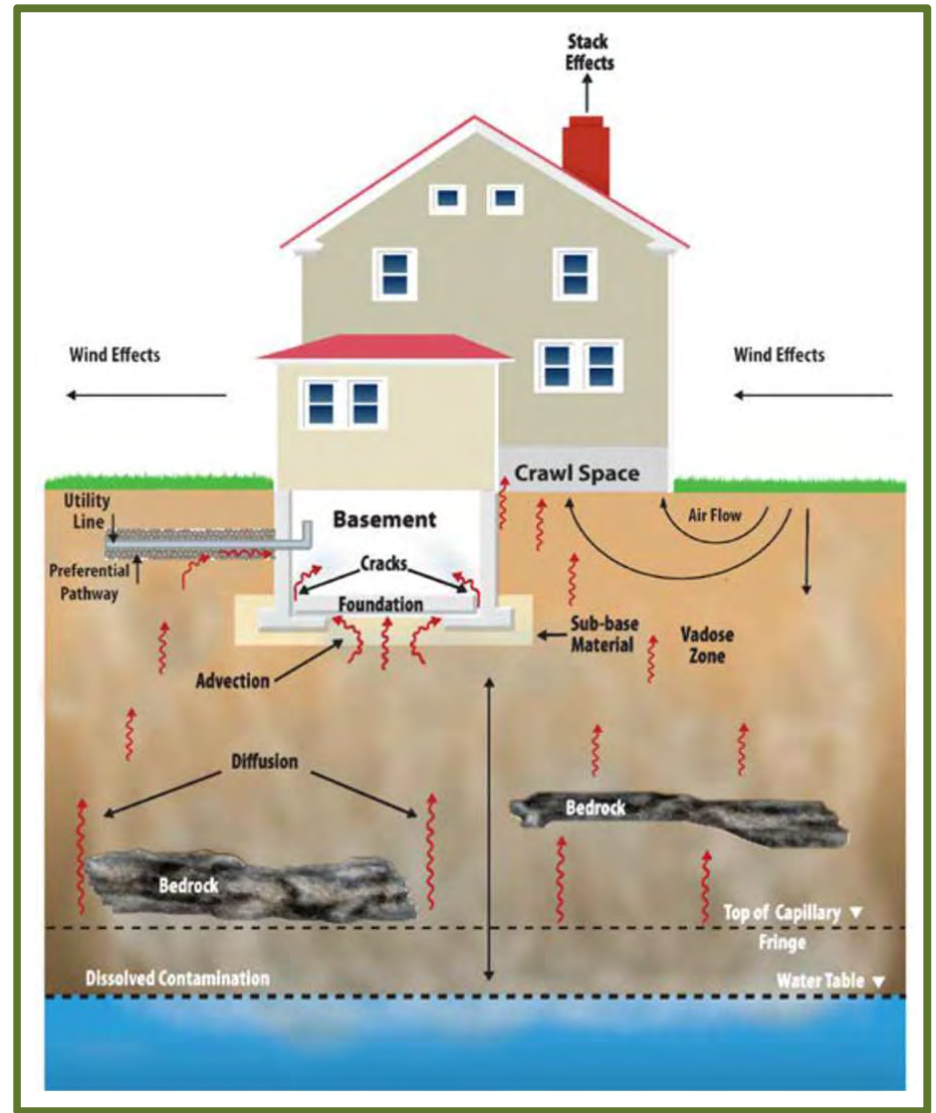 Stack
Effects
Wind Effects
Wind Effects
Crawl Space
Utility
Line
Basement
Air Flow
Preferential
Pathway
Cracks
Foundation
Sub-base
Material
Vadose
Zone
Advection
Diffusion
Bedrock
Bedrock
Top of Capillary
Fringe
Dissolved Contamination
Water Table